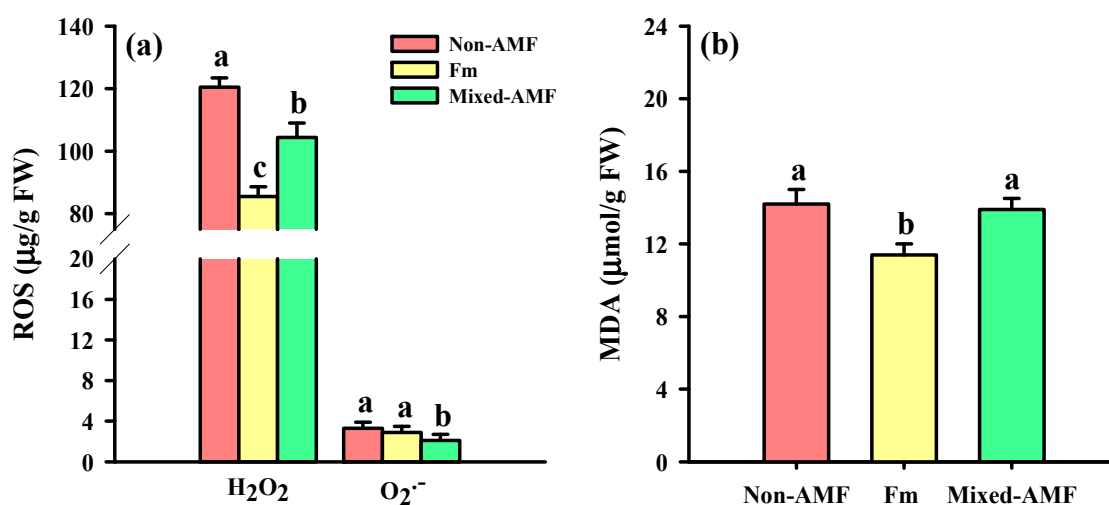 (a)
Non-AMF
Fm
Mixed-AMF
ROS (μg/g FW)
140
120
100
80
20
16
12
8
4
0
a
c
b
a
a
b
H₂O₂
O₂·⁻
(b)
MDA (μmol/g FW)
24
20
16
12
8
4
0
a
b
a
Non-AMF
Fm
Mixed-AMF